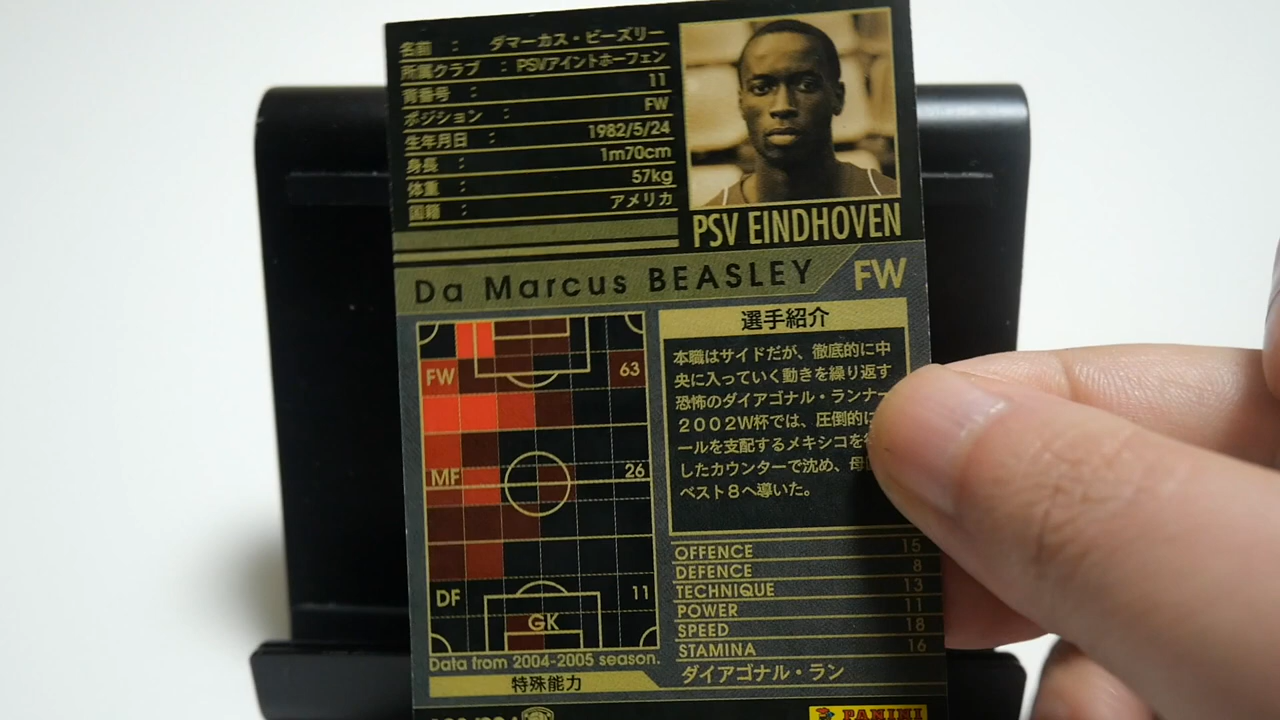 名前 : ダマーカス・ビーズリー
所属クラブ : PSVアイントホーフェン
背番号 : 11
ポジション : FW
生年月日 : 1982/5/24
身長 : 1m70cm
体重 : 57kg
国籍 : アメリカ
PSV EINDHOVEN
Da Marcus BEASLEY FW
FW 63
MF 26
DF 11
GK
Data from 2004-2005 season.
特殊能力
選手紹介
本職はサイドだが、徹底的に中
央に入っていく動きを繰り返す
恐怖のダイアゴナル・ランナー
2002W杯では、圧倒的に
ールを支配するメキシコを
したカウンターで沈め、母
ベスト8へ導いた。
OFFENCE 15
DEFENCE 8
TECHNIQUE 13
POWER 11
SPEED 18
STAMINA 16
ダイアゴナル・ラン
PANINI